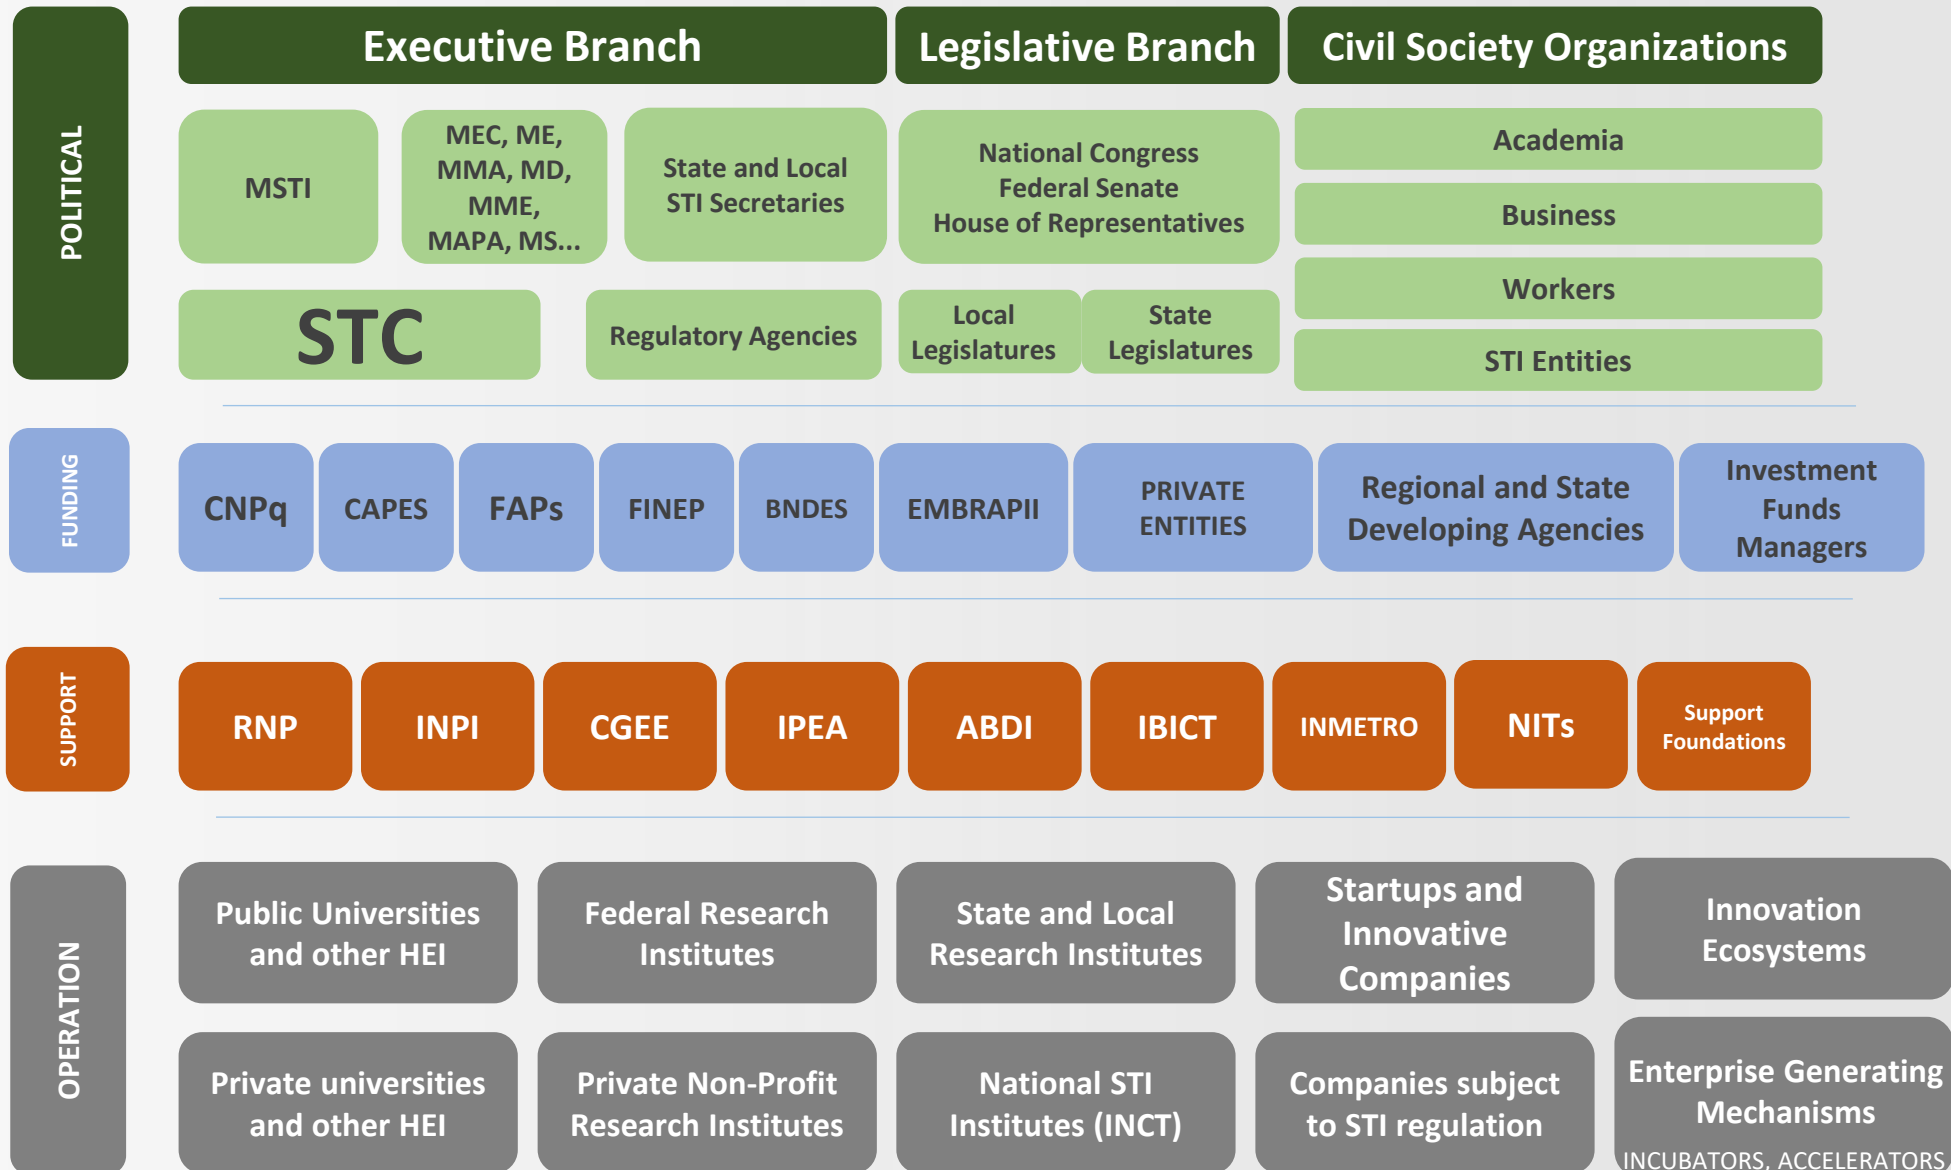 POLITICAL
Executive Branch
Legislative Branch
Civil Society Organizations
MSTI
MEC, ME,
MMA, MD,
MME,
MAPA, MS...
State and Local
STI Secretaries
National Congress
Federal Senate
House of Representatives
Academia
Business
Workers
STI Entities
STC
Regulatory Agencies
Local
Legislatures
State
Legislatures
FUNDING
CNPq
CAPES
FAPs
FINEP
BNDES
EMBRAPII
PRIVATE
ENTITIES
Regional and State
Developing Agencies
Investment
Funds
Managers
SUPPORT
RNP
INPI
CGEE
IPEA
ABDI
IBICT
INMETRO
NITs
Support
Foundations
OPERATION
Public Universities
and other HEI
Federal Research
Institutes
State and Local
Research Institutes
Startups and
Innovative
Companies
Innovation
Ecosystems
Private universities
and other HEI
Private Non-Profit
Research Institutes
National STI
Institutes (INCT)
Companies subject
to STI regulation
Enterprise Generating
Mechanisms
INCUBATORS, ACCELERATORS